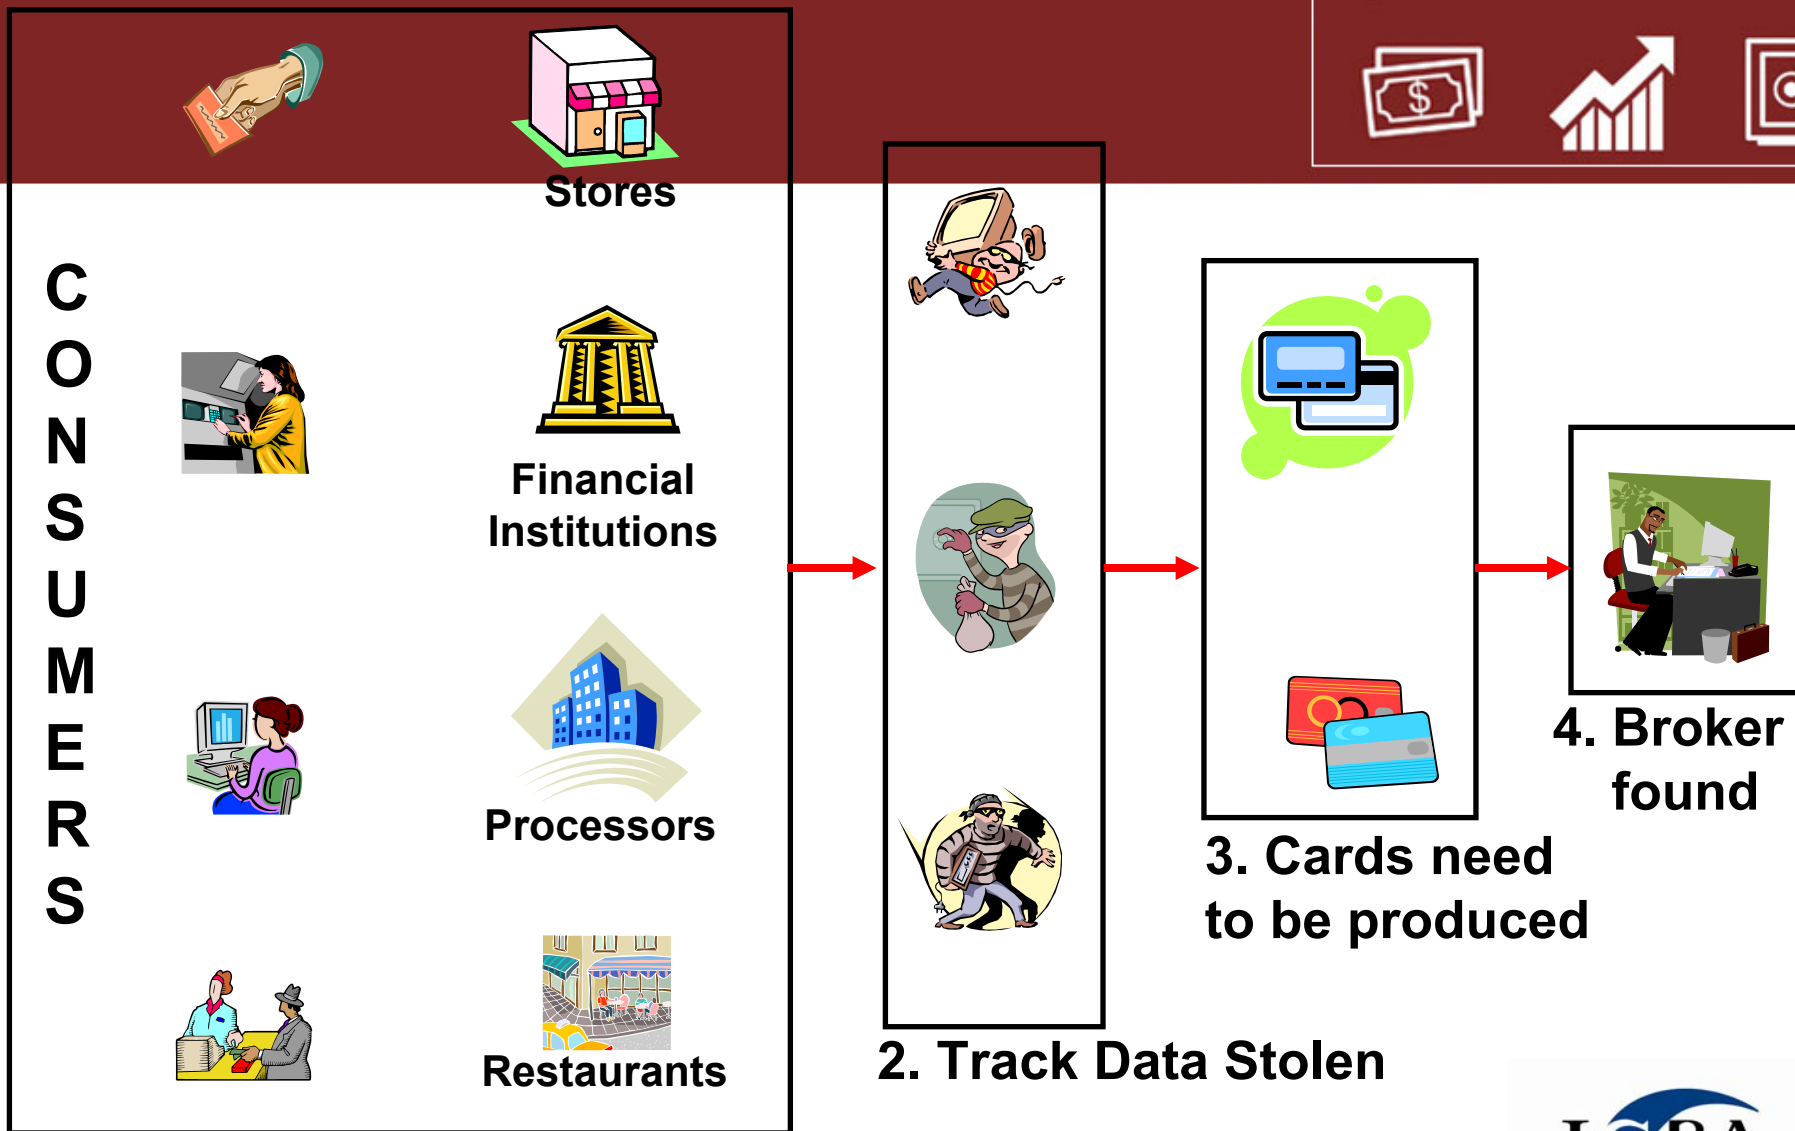 Stores
C
O
N
S
U
M
E
R
S
Financial
Institutions
Processors
Restaurants
2. Track Data Stolen
3. Cards need
to be produced
4. Broker
found
$